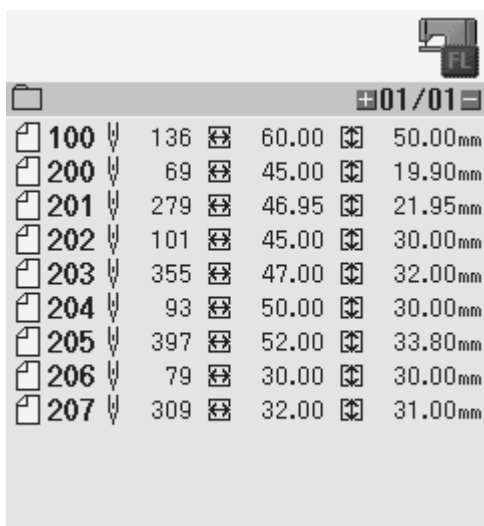 FL
+01/01-
100 136 60.00 50.00mm
200 69 45.00 19.90mm
201 279 46.95 21.95mm
202 101 45.00 30.00mm
203 355 47.00 32.00mm
204 93 50.00 30.00mm
205 397 52.00 33.80mm
206 79 30.00 30.00mm
207 309 32.00 31.00mm